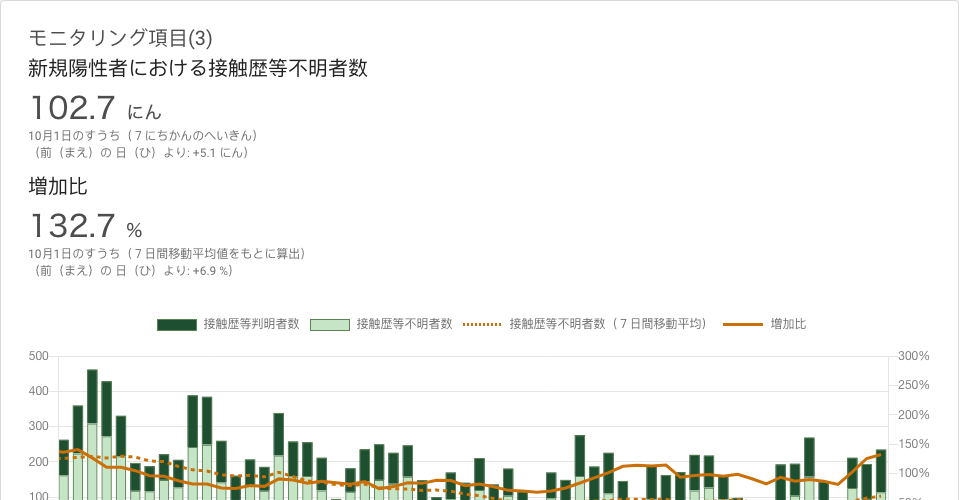 モニタリング項目(3)
新規陽性者における接触歴等不明者数
102.7 にん
10月1日のすうち（７にちかんのへいきん）
（前（まえ）の 日（ひ）より: +5.1 にん）
増加比
132.7 %
10月1日のすうち（７日間移動平均値をもとに算出）
（前（まえ）の 日（ひ）より: +6.9 %）
接触歴等判明者数 接触歴等不明者数 接触歴等不明者数（７日間移動平均） 増加比
500 300%
250%
400
200%
300
150%
200
100%
100